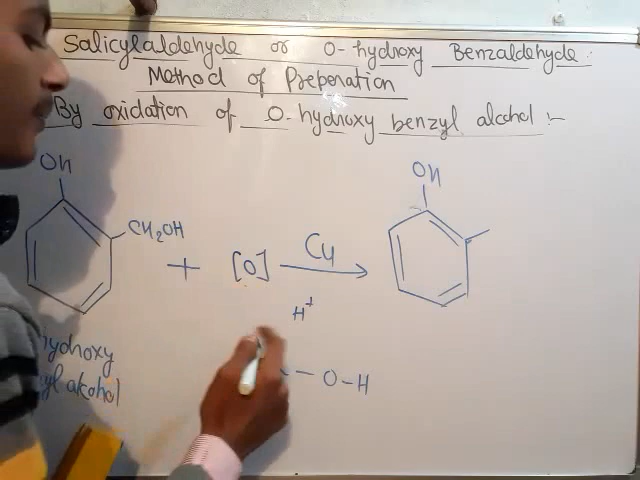 Salicylaldehyde or O-hydroxy Benzaldehyde :
Method of Preperation
By oxidation of O-hydroxy benzyl alcohol :-
OH
OH
CH₂OH
+ [O] Cu
H⁺
hydroxy
alcohol
- O-H